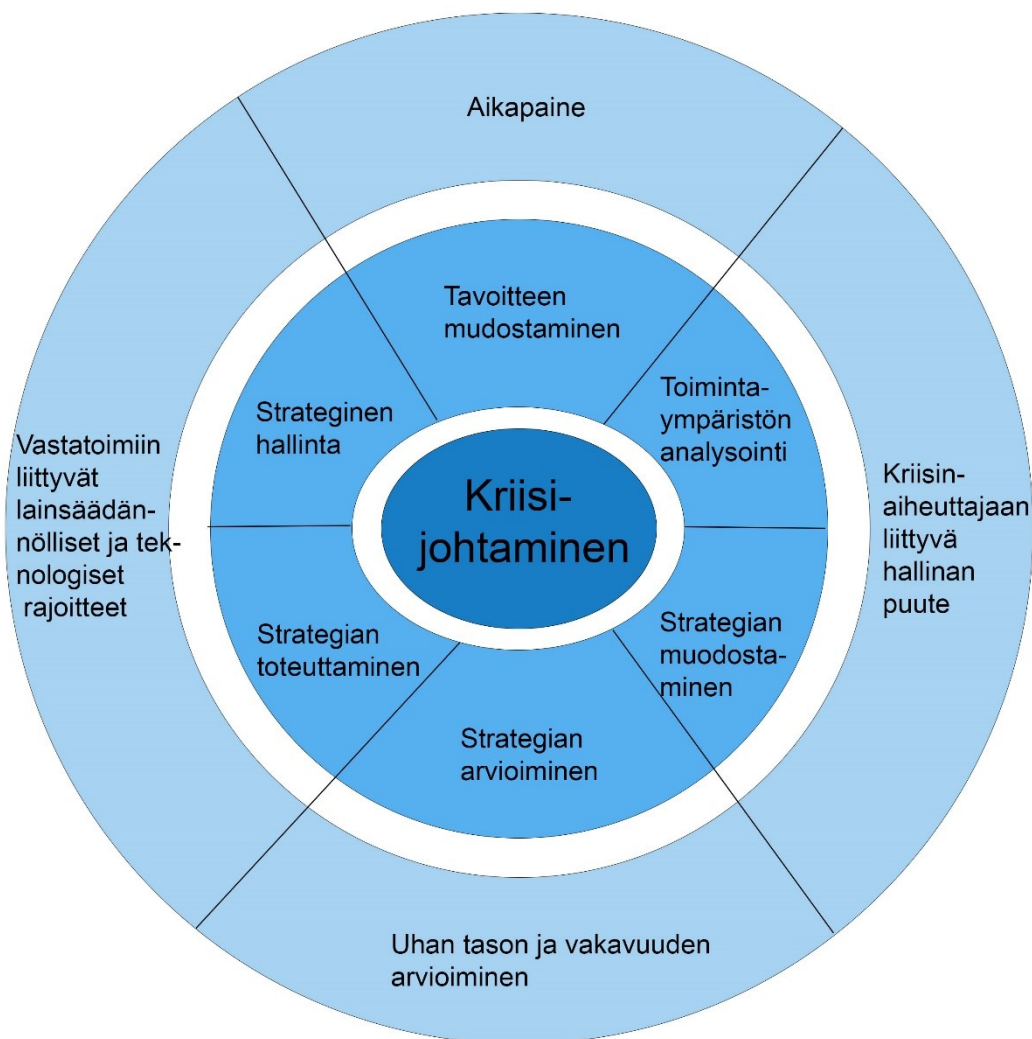 Aikapaine
Tavoitteen
mudostaminen
Toiminta-
ympäristön
analysointi
Strateginen
hallinta
Kriisi-
johtaminen
Vastatoimiin
liittyvät
lainsäädän-
nölliset ja tek-
nologiset
rajoitteet
Kriisin-
aiheuttajaan
liittyvä
hallinan
puute
Strategian
toteuttaminen
Strategian
muodosta-
minen
Strategian
arvioiminen
Uhan tason ja vakavuuden
arvioiminen